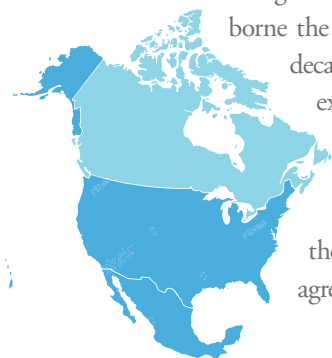 borne the
deca
ex
the
agre